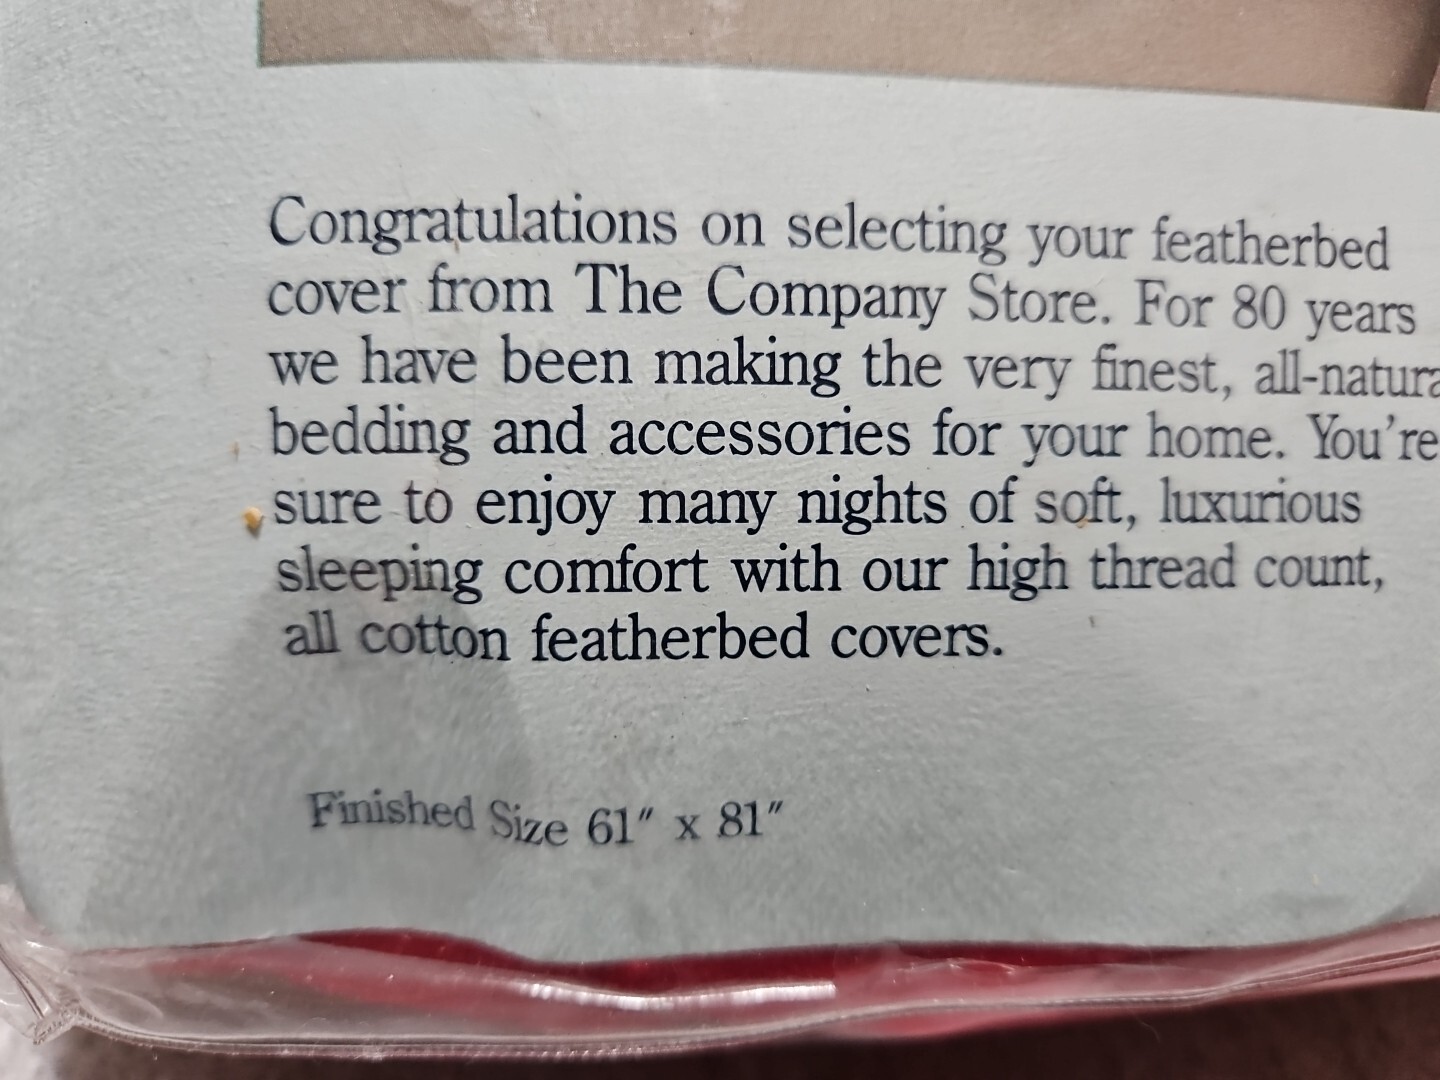 Congratulations on selecting your featherbed
cover from The Company Store. For 80 years
we have been making the very finest, all-natura
bedding and accessories for your home. You're
sure to enjoy many nights of soft, luxurious
sleeping comfort with our high thread count,
all cotton featherbed covers.
Finished Size 61" x 81"